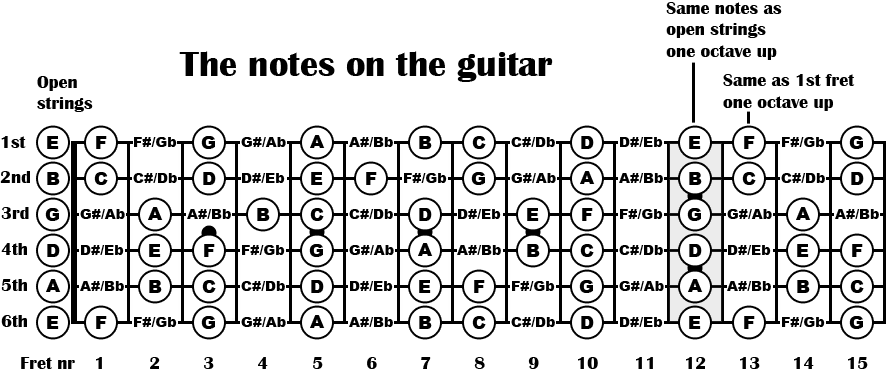 Same notes as
open strings
one octave up
The notes on the guitar
Open
strings
Same as 1st fret
one octave up
1st E F F#/Gb G G#/Ab A A#/Bb B C C#/Db D D#/Eb E F F#/Gb G
2nd B C C#/Db D D#/Eb E F F#/Gb G G#/Ab A A#/Bb B C C#/Db D
3rd G G#/Ab A A#/Bb B C C#/Db D D#/Eb E F F#/Gb G G#/Ab A A#/Bb
4th D D#/Eb E F F#/Gb G G#/Ab A A#/Bb B C C#/Db D D#/Eb E F
5th A A#/Bb B C C#/Db D D#/Eb E F F#/Gb G G#/Ab A A#/Bb B C
6th E F F#/Gb G G#/Ab A A#/Bb B C C#/Db D D#/Eb E F F#/Gb G
Fret nr 1 2 3 4 5 6 7 8 9 10 11 12 13 14 15